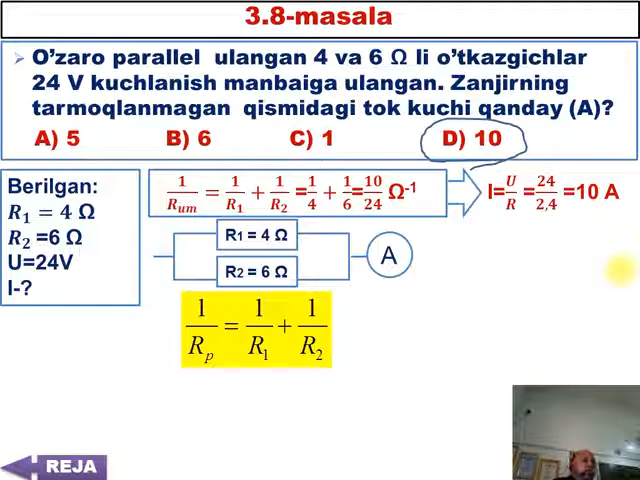 3.8-masala
➢ O’zaro parallel ulangan 4 va 6 Ω li o’tkazgichlar
24 V kuchlanish manbaiga ulangan. Zanjirning
tarmoqlanmagan qismidagi tok kuchi qanday (A)?
A) 5 B) 6 C) 1 D) 10
Berilgan:
R₁ = 4 Ω
R₂ =6 Ω
U=24V
I-?
1/Rum = 1/R₁ + 1/R₂ = 1/4 + 1/6 = 10/24 Ω⁻¹
I= U/R = 24/2,4 =10 A
R₁ = 4 Ω
R₂ = 6 Ω
A
1/Rp = 1/R₁ + 1/R₂
REJA